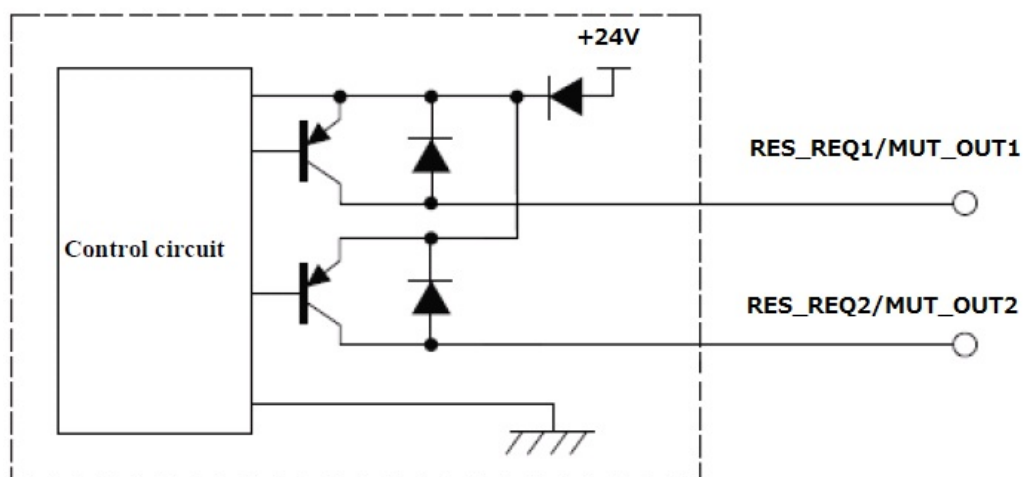 +24V
RES_REQ1/MUT_OUT1
Control circuit
RES_REQ2/MUT_OUT2